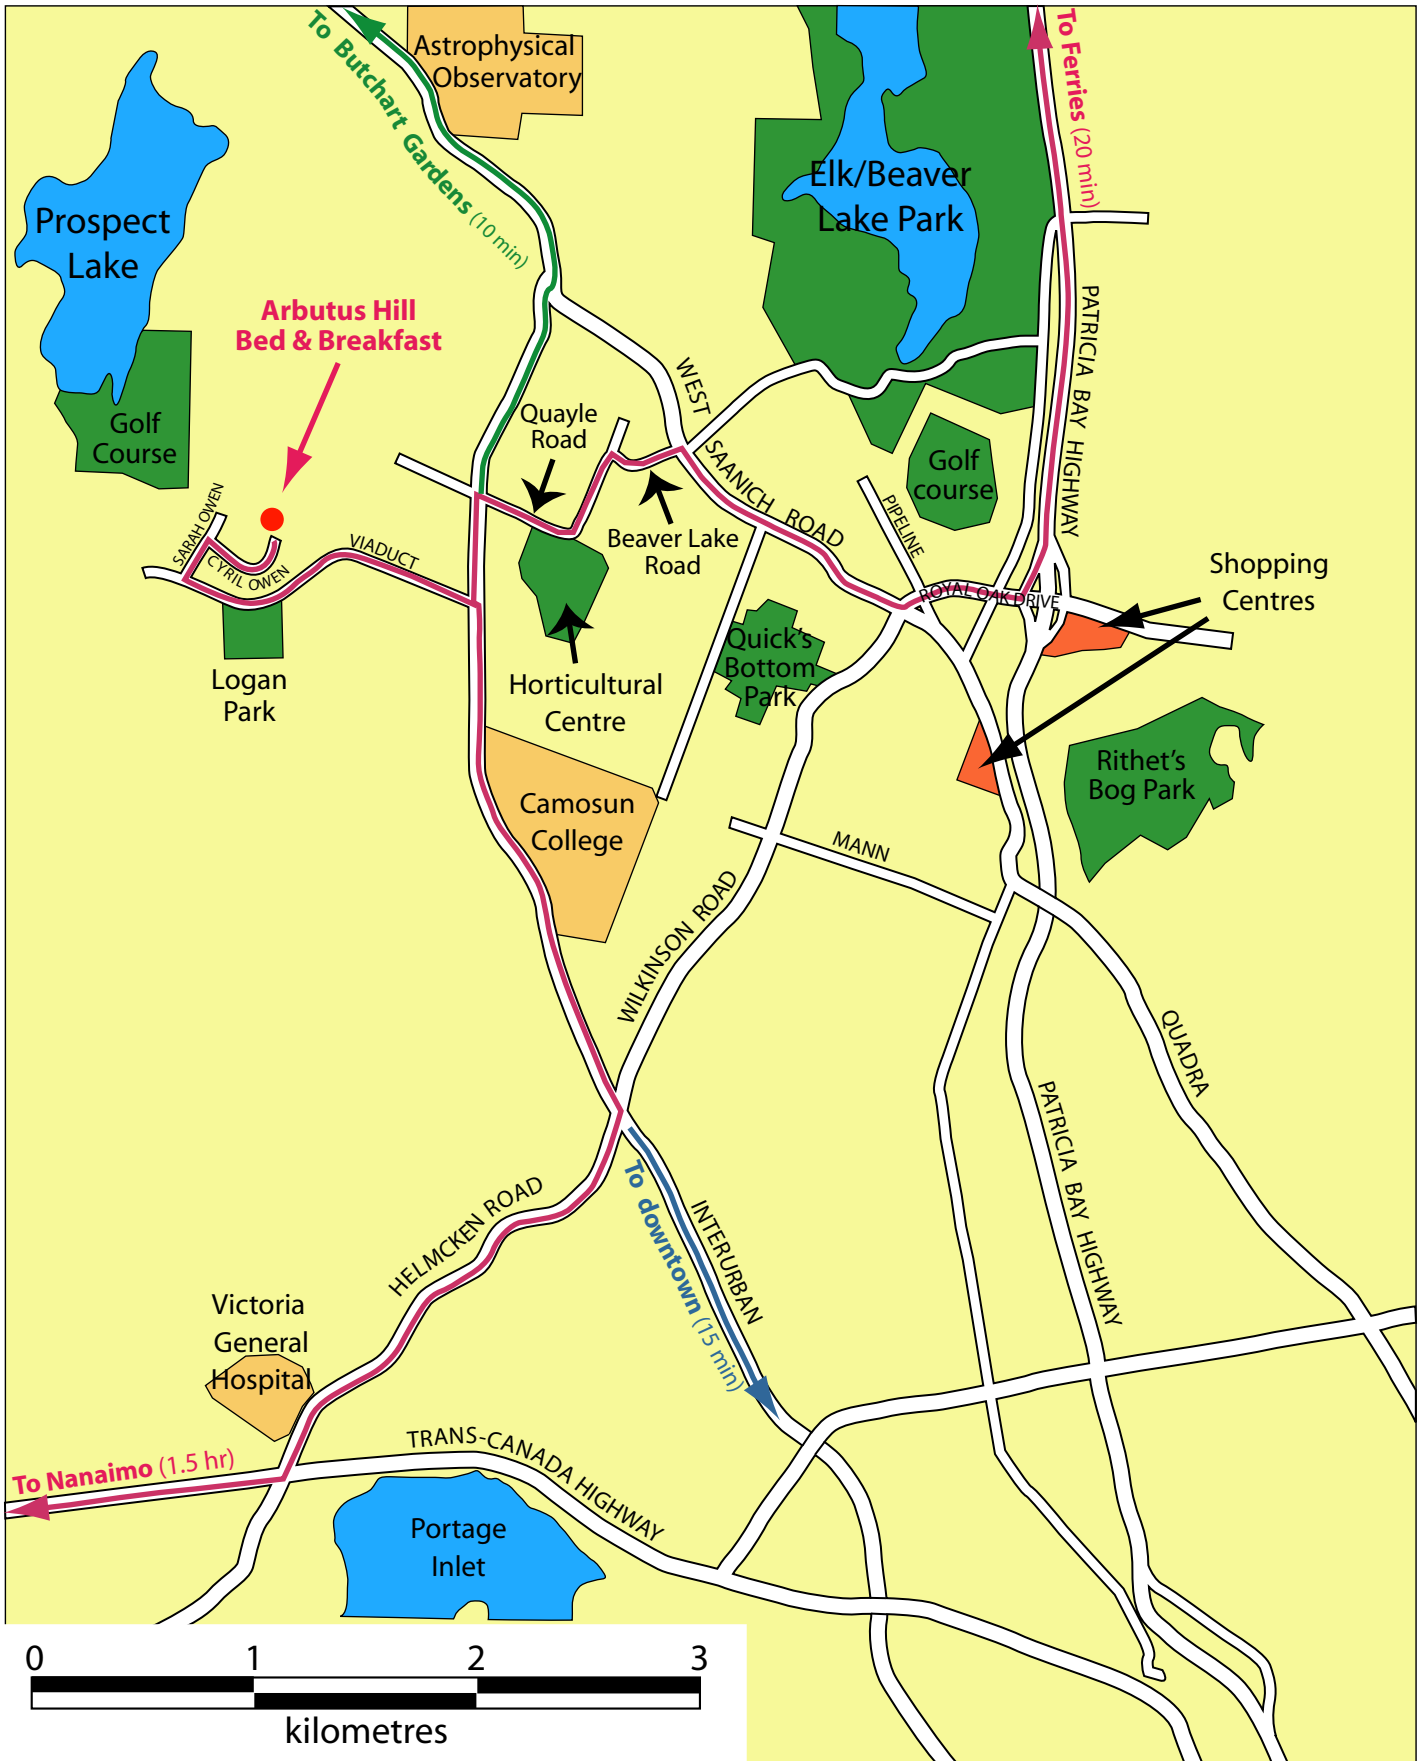 To Butchart Gardens (10 min)
Astrophysical
Observatory
To Ferries (20 min)
Elk/Beaver
Lake Park
Prospect
Lake
Arbutus Hill
Bed & Breakfast
PATRICIA BAY HIGHWAY
WEST SAANICH ROAD
Golf
Course
Quayle
Road
Golf
course
SARAH OWEN
CYRIL OWEN
VIADUCT
Beaver Lake
Road
PIPELINE
ROYAL OAK DRIVE
Shopping
Centres
Logan
Park
Horticultural
Centre
Quick's
Bottom
Park
Rithet's
Bog Park
Camosun
College
MANN
WILKINSON ROAD
QUADRA
PATRICIA BAY HIGHWAY
HELMCKEN ROAD
To downtown (15 min)
INTERURBAN
Victoria
General
Hospital
To Nanaimo (1.5 hr)
TRANS-CANADA HIGHWAY
Portage
Inlet
0 1 2 3
kilometres